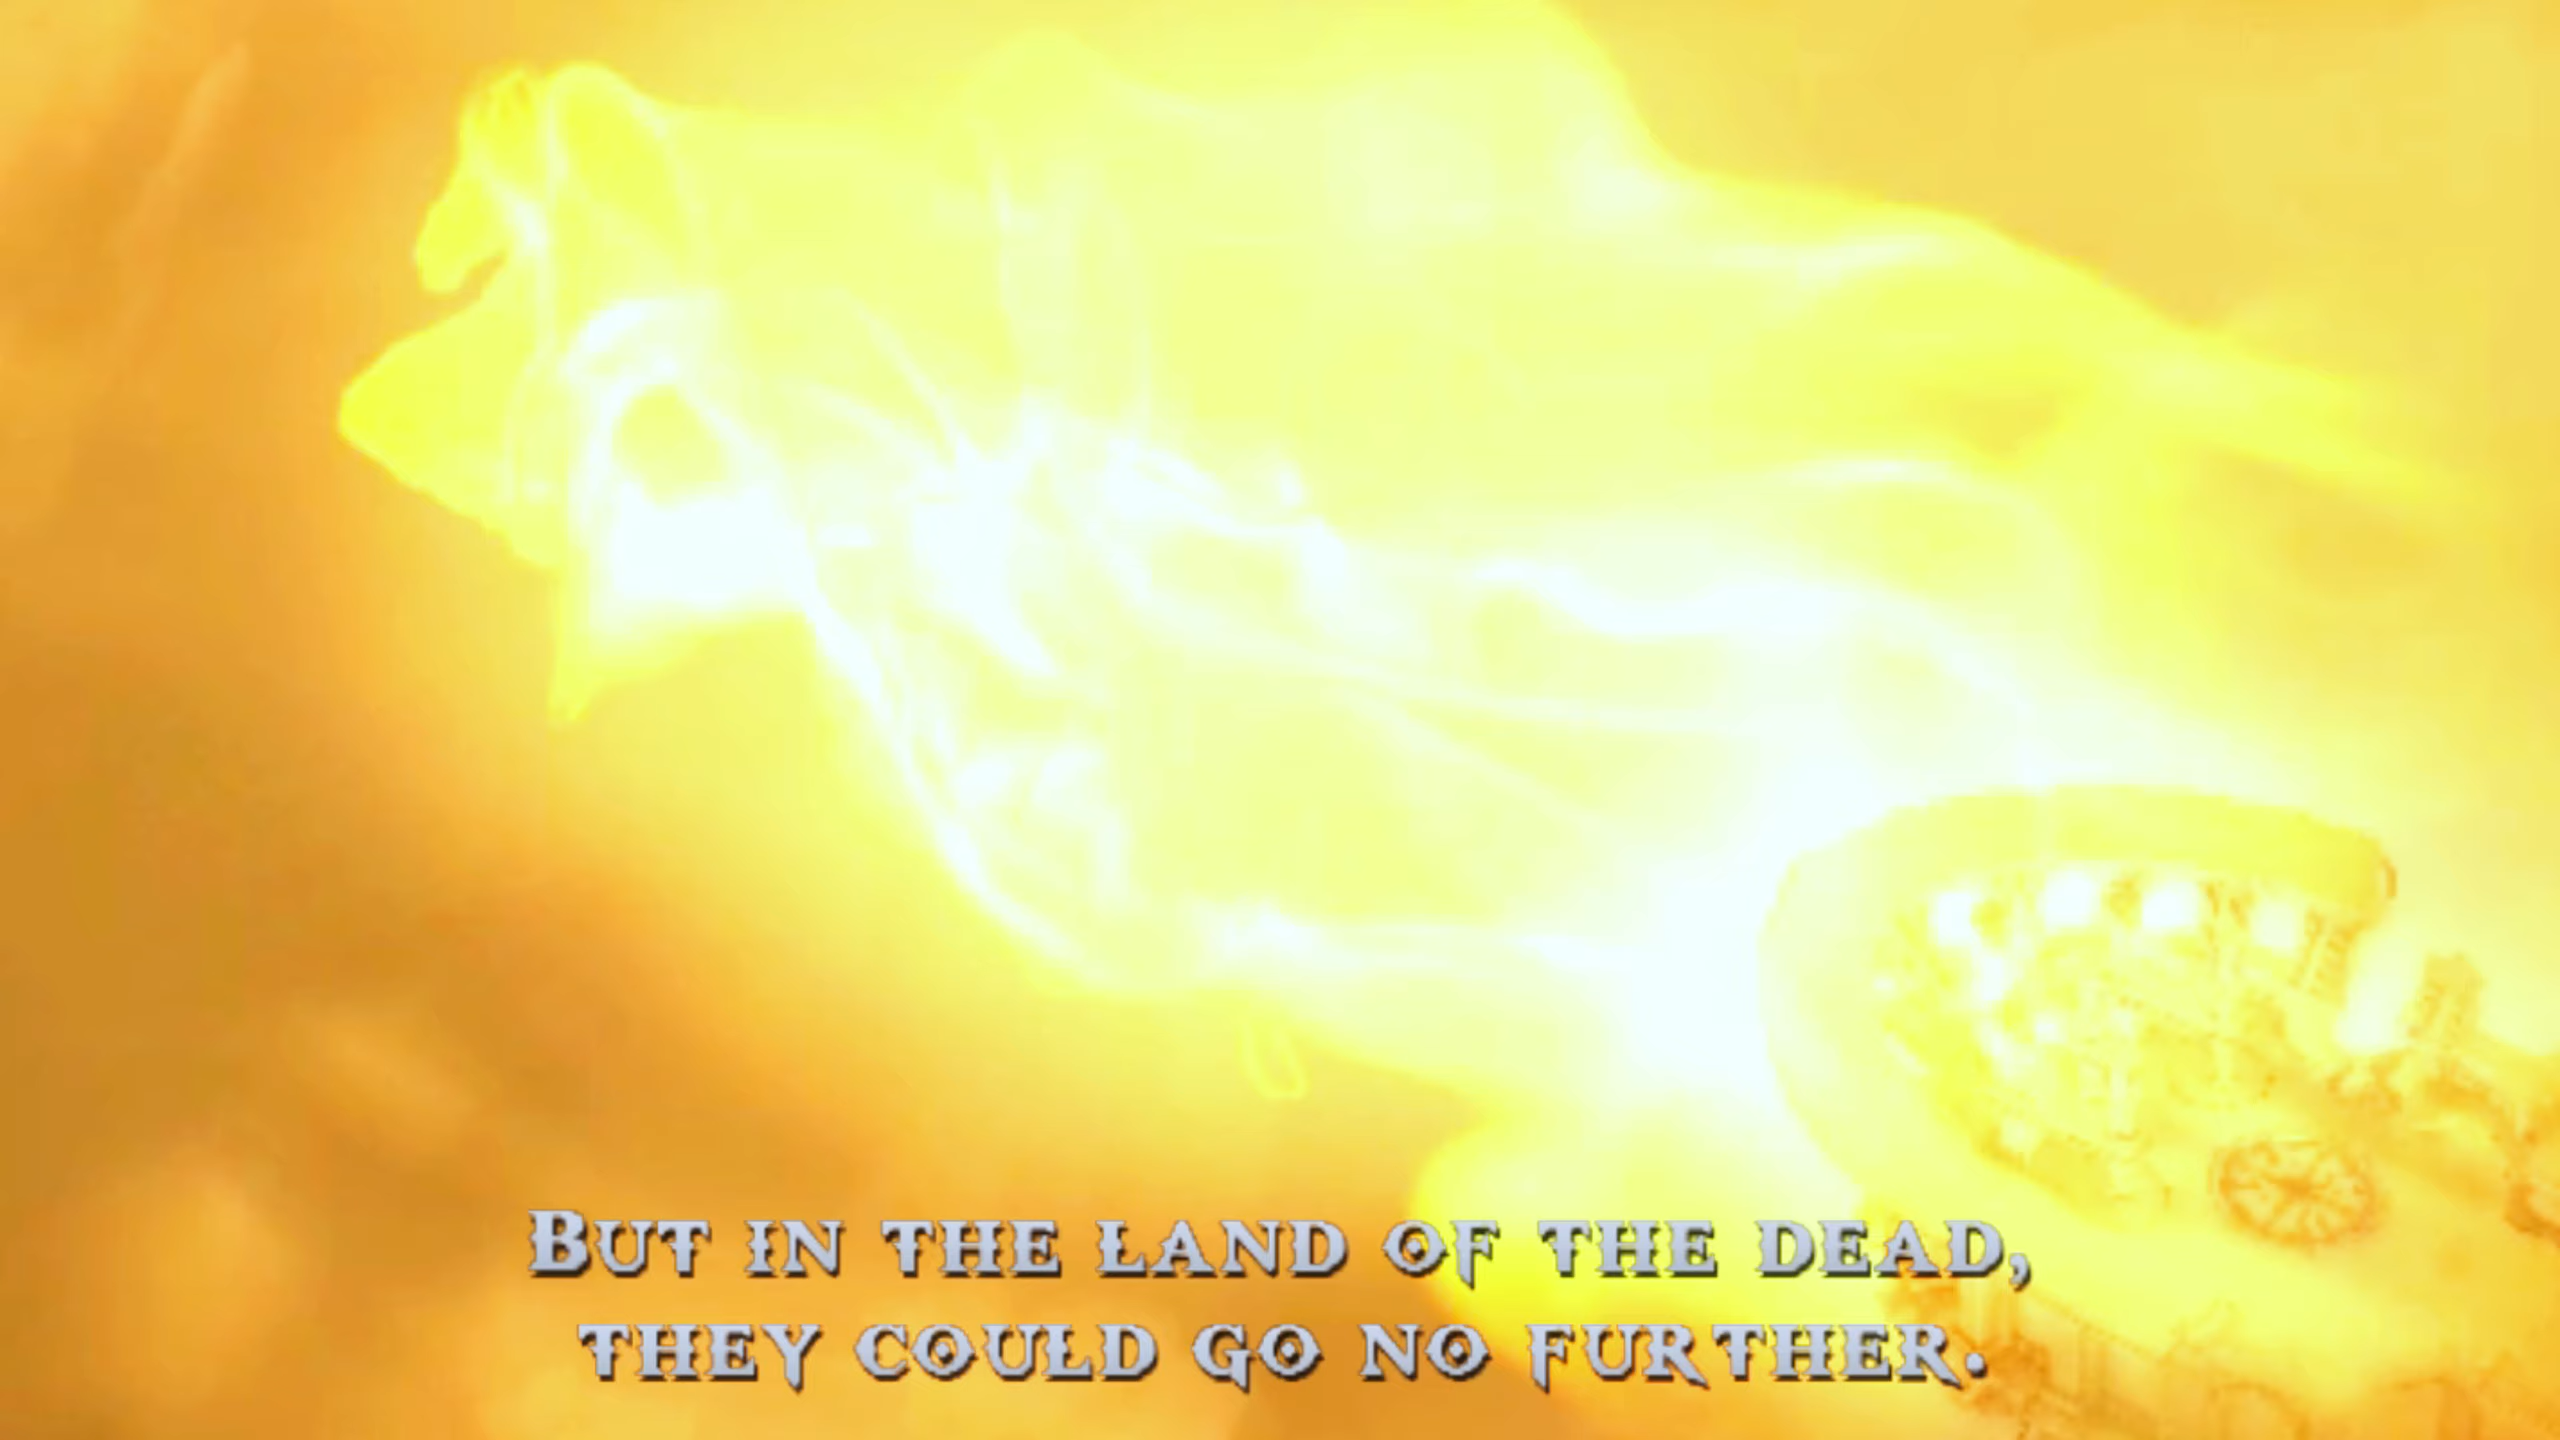 But in the land of the dead,
they could go no further.